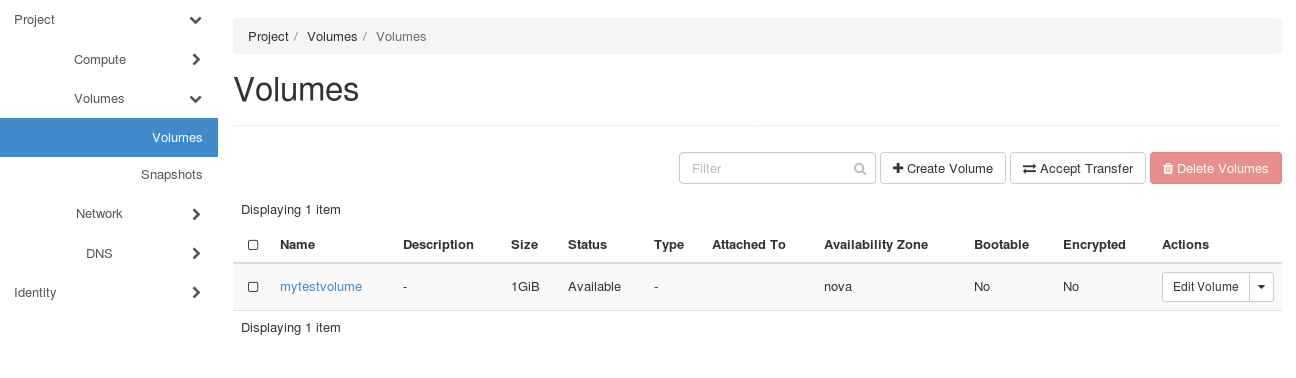 Project
Compute
Volumes
Volumes
Snapshots
Network
DNS
Identity
Project / Volumes / Volumes
Volumes
Filter Create Volume Accept Transfer Delete Volumes
Displaying 1 item
Name Description Size Status Type Attached To Availability Zone Bootable Encrypted Actions
mytestvolume - 1GiB Available - nova No No Edit Volume
Displaying 1 item